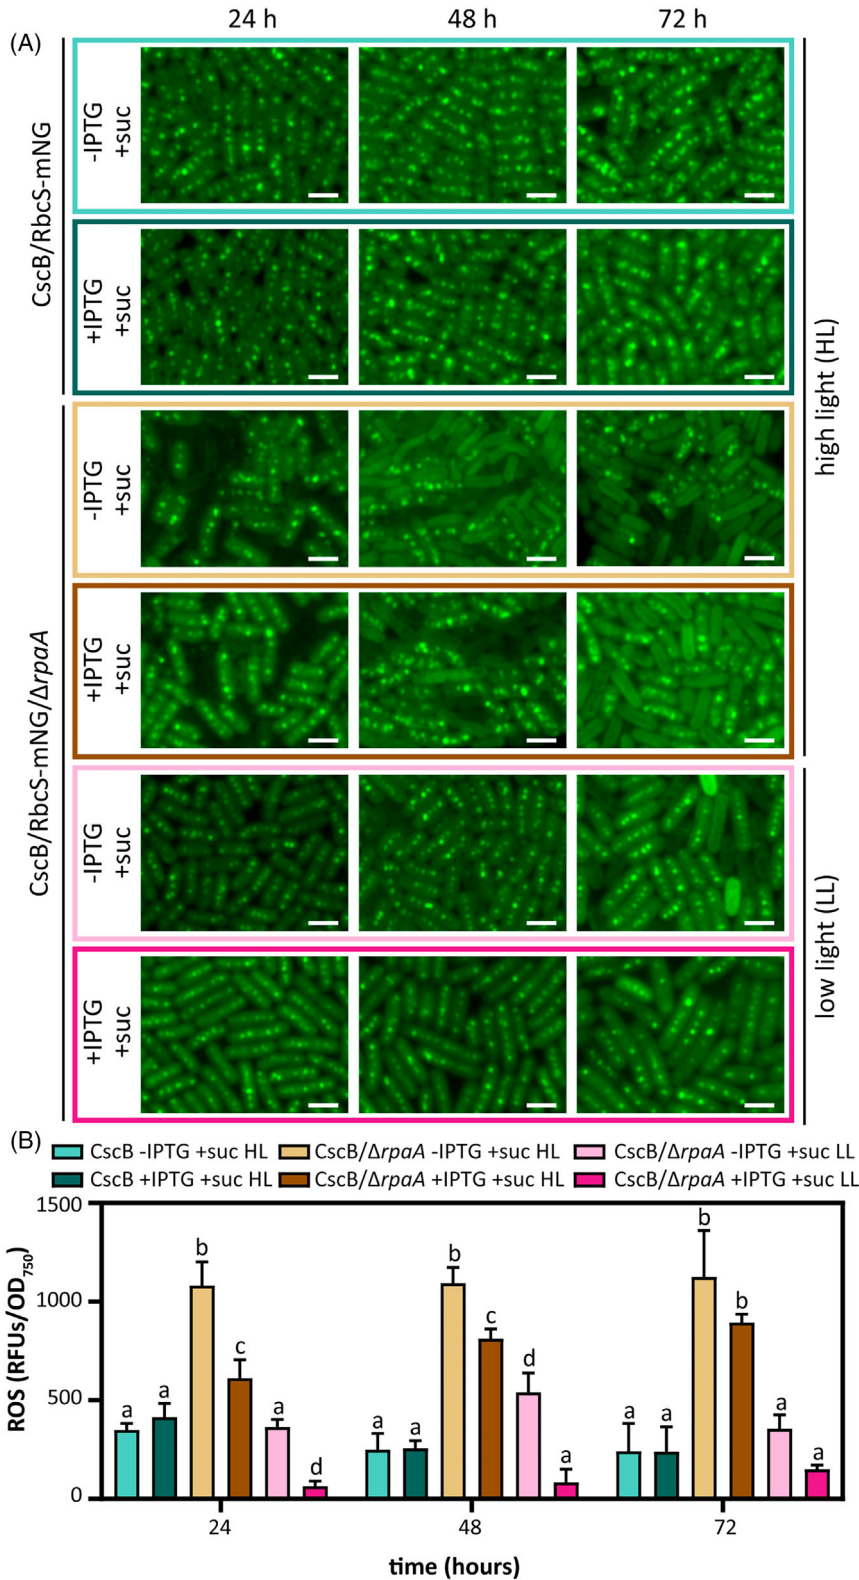 24 h 48 h 72 h
(A)
CscB/RbcS-mNG
-IPTG
+suc
+IPTG
+suc
high light (HL)
CscB/RbcS-mNG/ΔrpaA
-IPTG
+suc
+IPTG
+suc
-IPTG
+suc
low light (LL)
+IPTG
+suc
(B)
CscB -IPTG +suc HL CscB/ΔrpaA -IPTG +suc HL CscB/ΔrpaA -IPTG +suc LL
CscB +IPTG +suc HL CscB/ΔrpaA +IPTG +suc HL CscB/ΔrpaA +IPTG +suc LL
ROS (RFUs/OD750)
1500
1000
500
0
a a b c a d
a a b c d a
a a b b a a
24 48 72
time (hours)